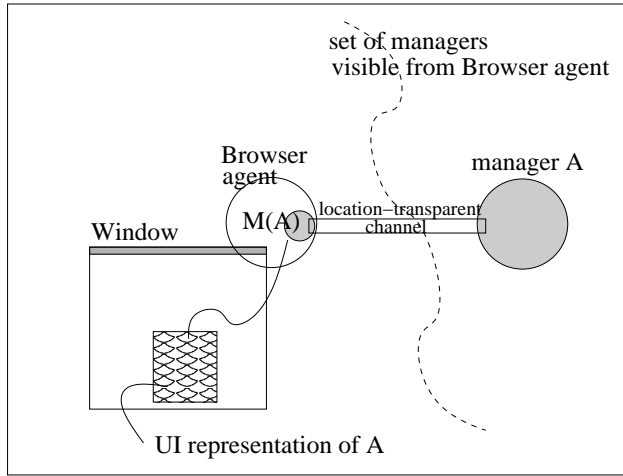 set of managers
visible from Browser agent
Browser
agent
manager A
location−transparent
M(A)
channel
Window
UI representation of A